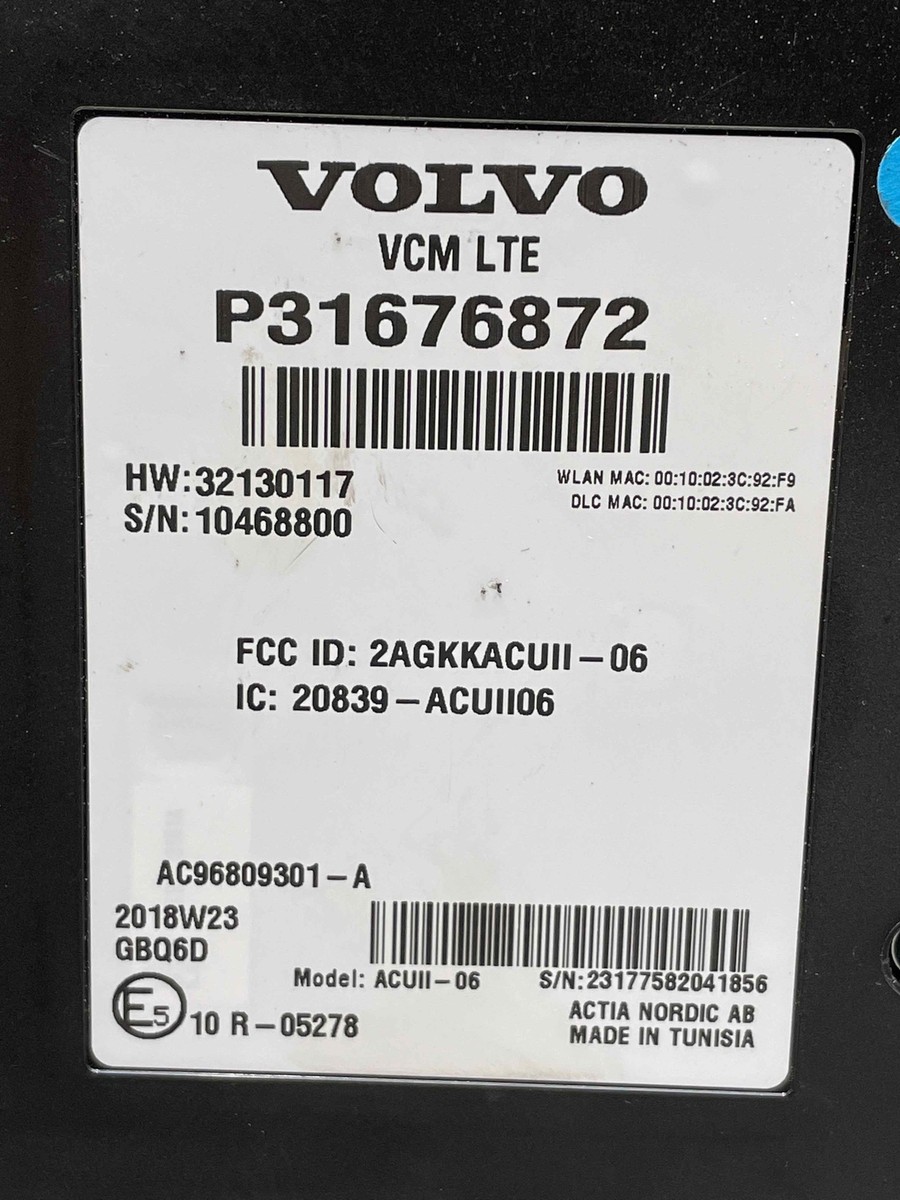 VOLVO
VCM LTE
P31676872
HW:32130117
S/N:10468800
WLAN MAC: 00:10:02:3C:92:F9
DLC MAC: 00:10:02:3C:92:FA
FCC ID: 2AGKKACUII-06
IC: 20839-ACUII06
AC96809301-A
2018W23
GBQ6D
Model: ACUII-06
S/N:23177582041856
E5
10 R-05278
ACTIA NORDIC AB
MADE IN TUNISIA